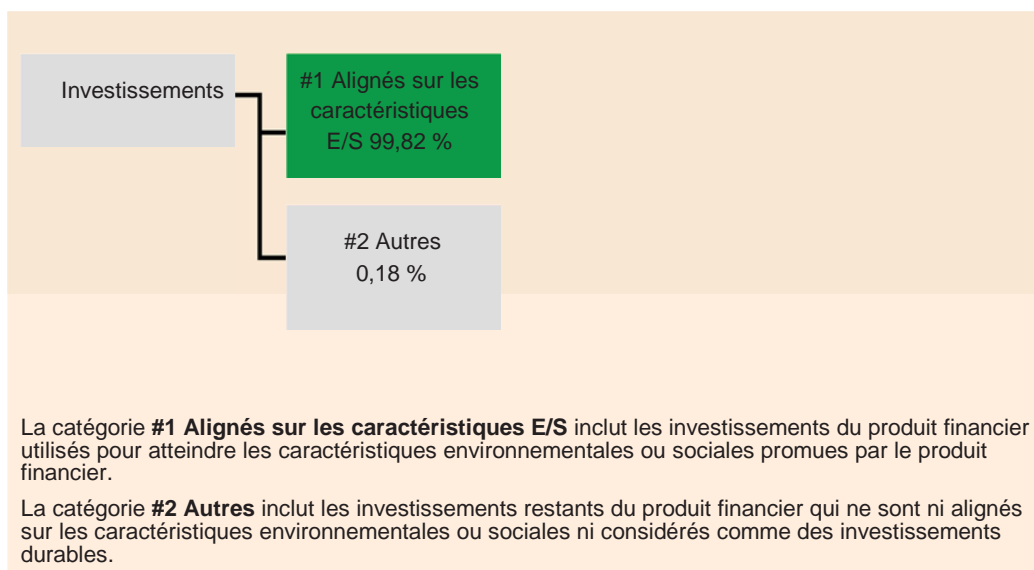 Investissements
#1 Alignés sur les
caractéristiques
E/S 99,82 %
#2 Autres
0,18 %
La catégorie #1 Alignés sur les caractéristiques E/S inclut les investissements du produit financier
utilisés pour atteindre les caractéristiques environnementales ou sociales promues par le produit
financier.
La catégorie #2 Autres inclut les investissements restants du produit financier qui ne sont ni alignés
sur les caractéristiques environnementales ou sociales ni considérés comme des investissements
durables.